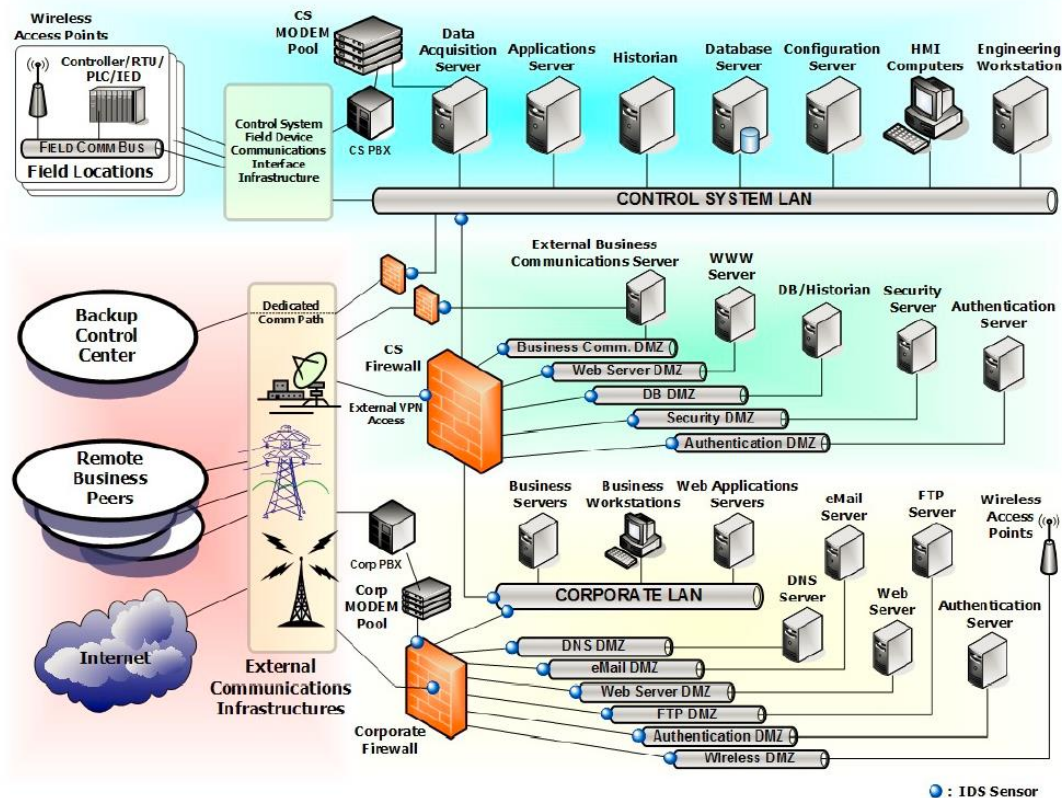 Wireless
Access Points
Controller/RTU/
PLC/IED
FIELD COMM BUS
Field Locations
Control System
Field Device
Communications
Interface
Infrastructure
CS
MODEM
Pool
CS PBX
Data
Acquisition
Server
Applications
Server
Historian
Database
Server
Configuration
Server
HMI
Computers
Engineering
Workstation
CONTROL SYSTEM LAN
External Business
Communications Server
WWW
Server
DB/Historian
Security
Server
Authentication
Server
Backup
Control
Center
Dedicated
Comm Path
CS
Firewall
External VPN
Access
Business Comm. DMZ
Web Server DMZ
DB DMZ
Security DMZ
Authentication DMZ
Remote
Business
Peers
Business
Servers
Business
Workstations
Web Applications
Servers
eMail
Server
FTP
Server
Wireless
Access
Points
Corp PBX
Corp
MODEM
Pool
CORPORATE LAN
DNS
Server
Web
Server
Authentication
Server
Internet
External
Communications
Infrastructures
Corporate
Firewall
DNS DMZ
eMail DMZ
Web Server DMZ
FTP DMZ
Authentication DMZ
Wireless DMZ
: IDS Sensor